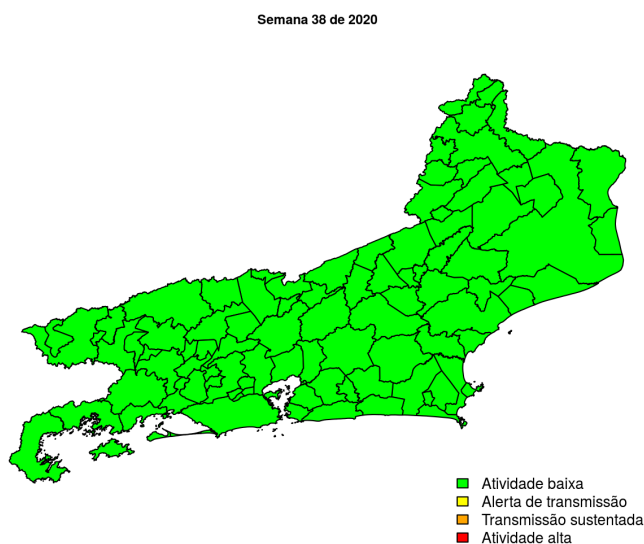 Semana 38 de 2020
Atividade baixa
Alerta de transmissão
Transmissão sustentada
Atividade alta